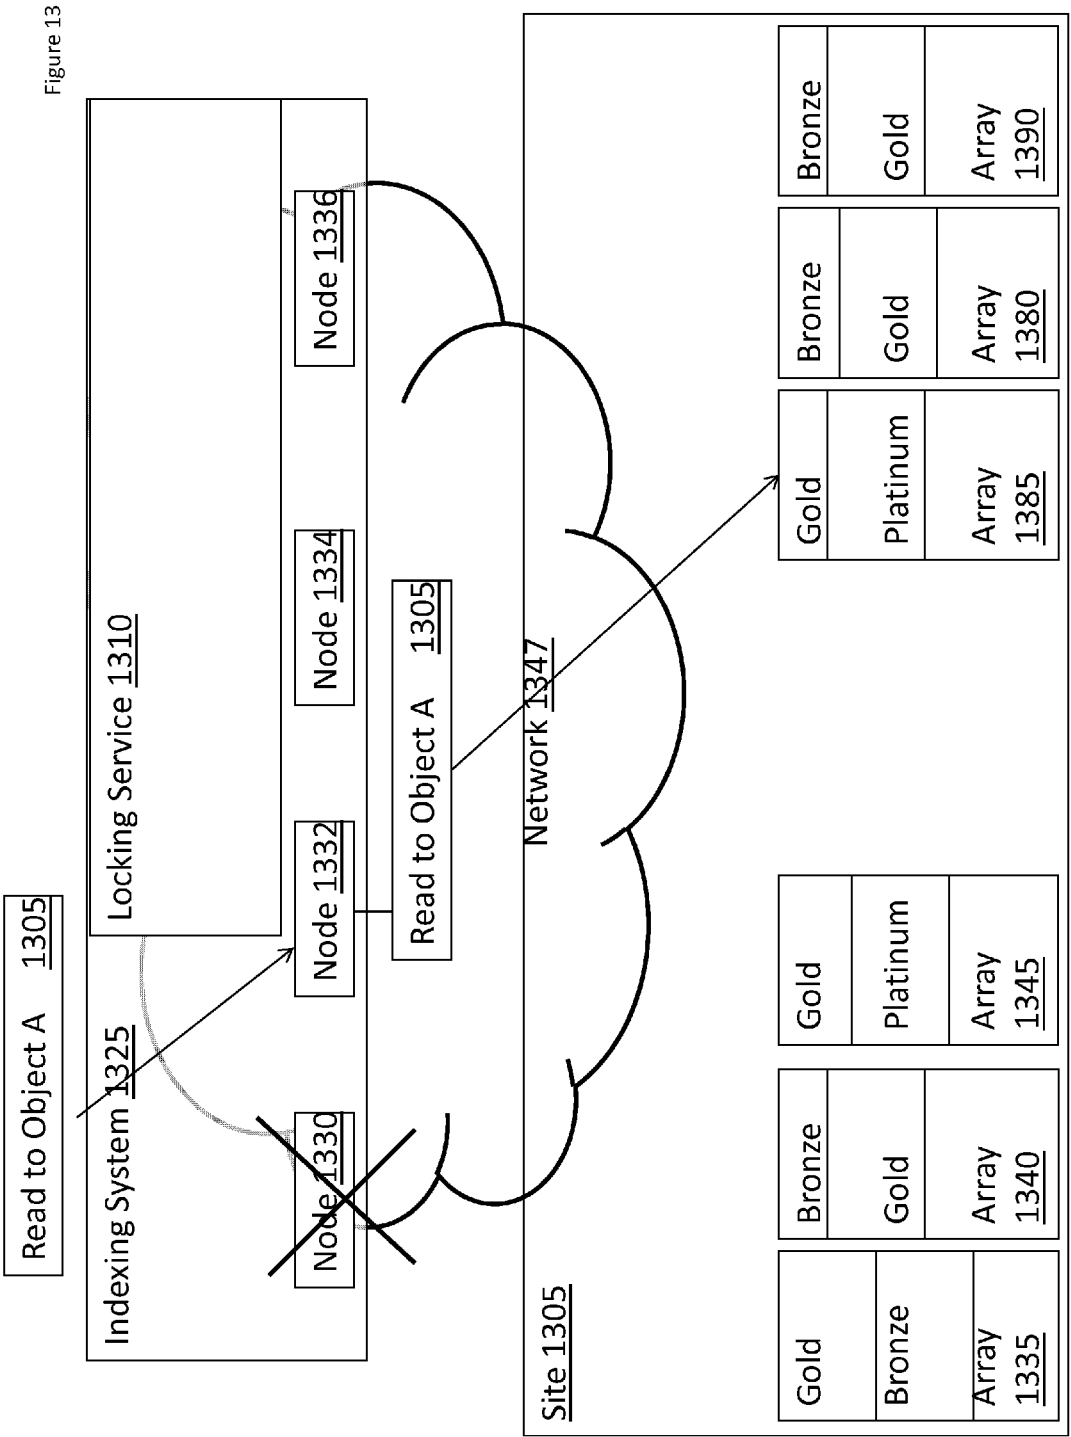 Figure 13
Read to Object A 1305
Indexing System 1325
Locking Service 1310
Node 1330
Node 1332
Node 1334
Node 1336
Read to Object A 1305
Network 1347
Site 1305
Gold
Bronze
Array
1335
Bronze
Gold
Array
1340
Gold
Platinum
Array
1345
Gold
Platinum
Array
1385
Bronze
Gold
Array
1380
Bronze
Gold
Array
1390